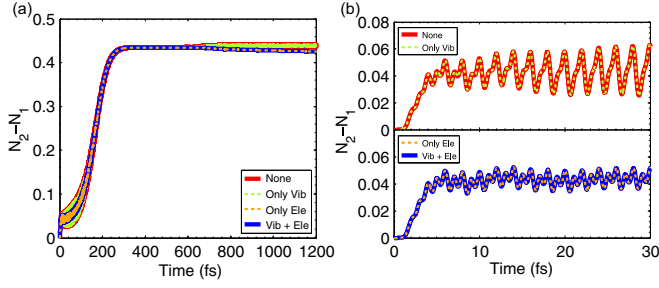 (a)
N₂−N₁
0.5
0.4
0.3
0.2
0.1
0
0 200 400 600 800 1000 1200
Time (fs)
None
Only Vib
Only Ele
Vib + Ele
(b)
N₂−N₁
0.08
0.06
0.04
0.02
0
None
Only Vib
0.06
0.04
0.02
0
Only Ele
Vib + Ele
0 10 20 30
Time (fs)